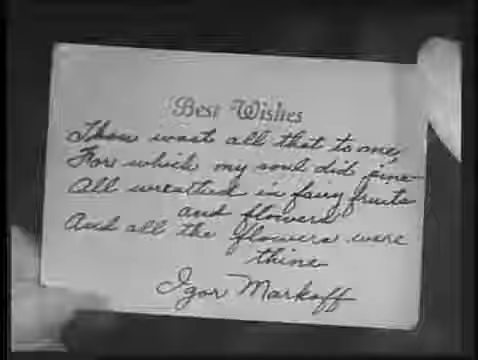 Best Wishes
Thou wast all that to me,
For which my soul did pine—
All wreathed in fairy fruits
and flowers
And all the flowers were
thine
Igor Markoff